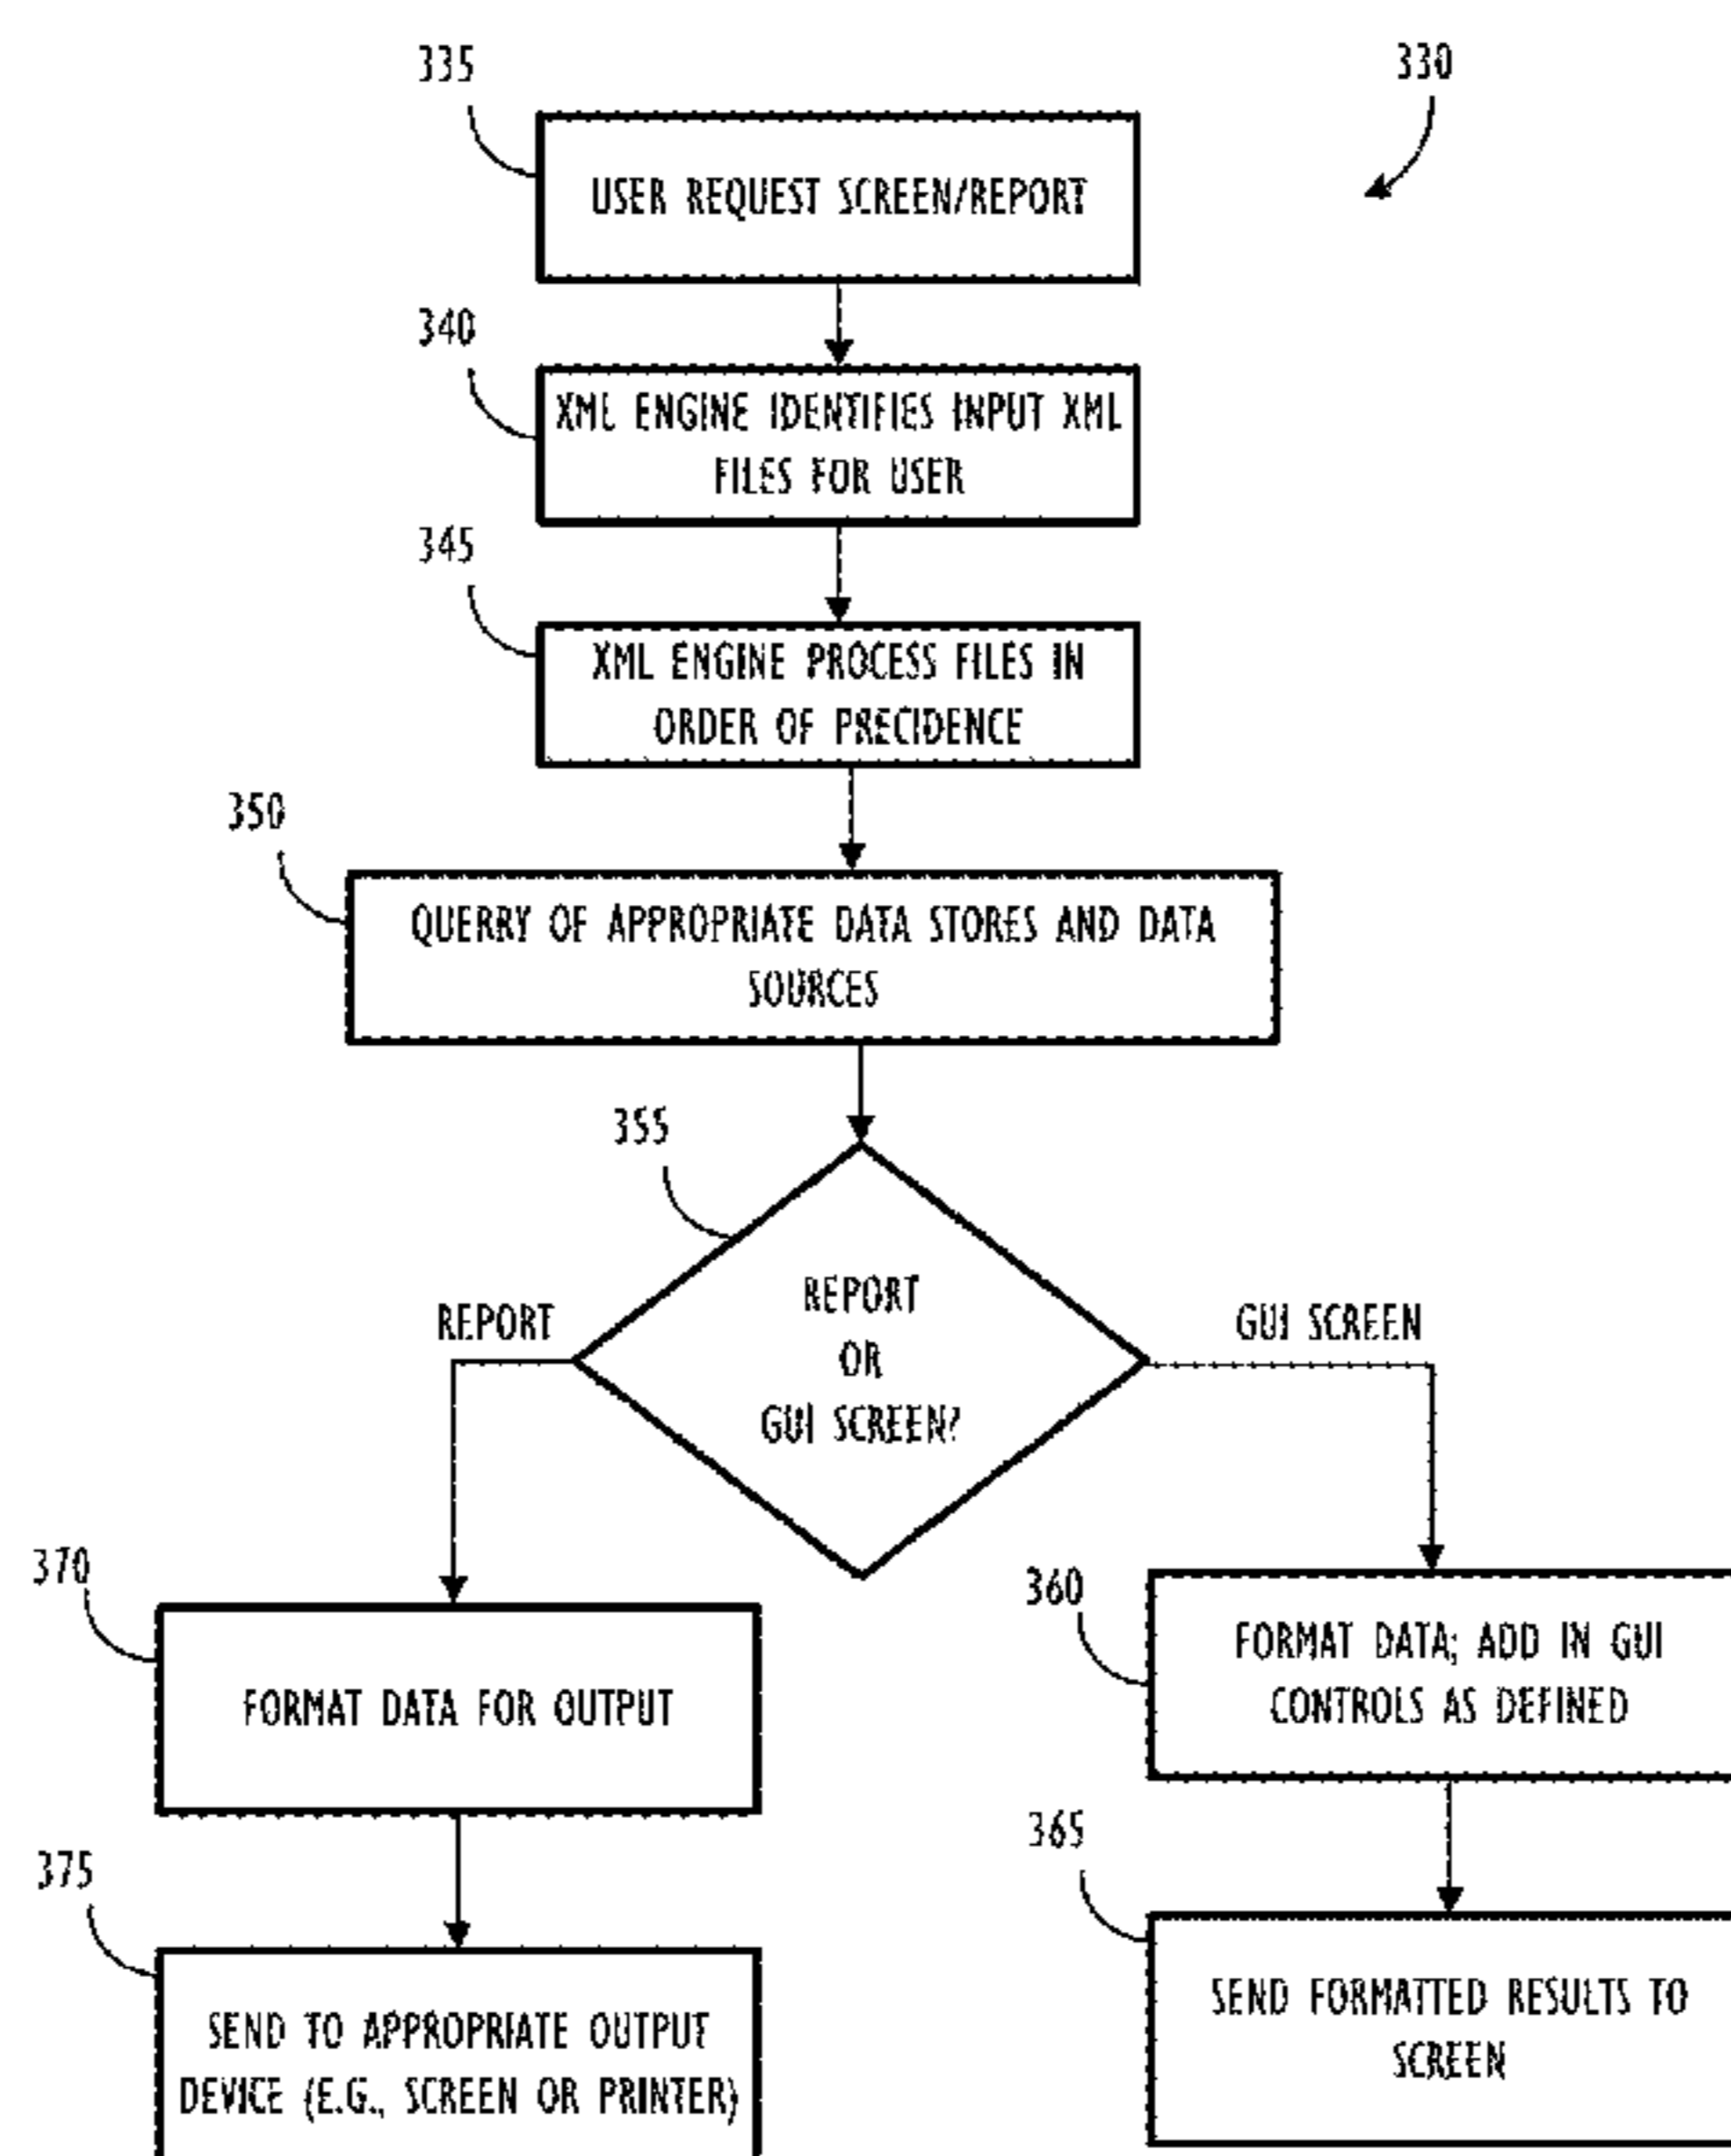 335
330
USER REQUEST SCREEN/REPORT
340
XML ENGINE IDENTIFIES INPUT XML
FILES FOR USER
345
XML ENGINE PROCESS FILES IN
ORDER OF PRECIDENCE
350
QUERRY OF APPROPRIATE DATA STORES AND DATA
SOURCES
355
REPORT
OR
GUI SCREEN?
REPORT
GUI SCREEN
370
FORMAT DATA FOR OUTPUT
360
FORMAT DATA; ADD IN GUI
CONTROLS AS DEFINED
375
SEND TO APPROPRIATE OUTPUT
DEVICE (E.G., SCREEN OR PRINTER)
365
SEND FORMATTED RESULTS TO
SCREEN